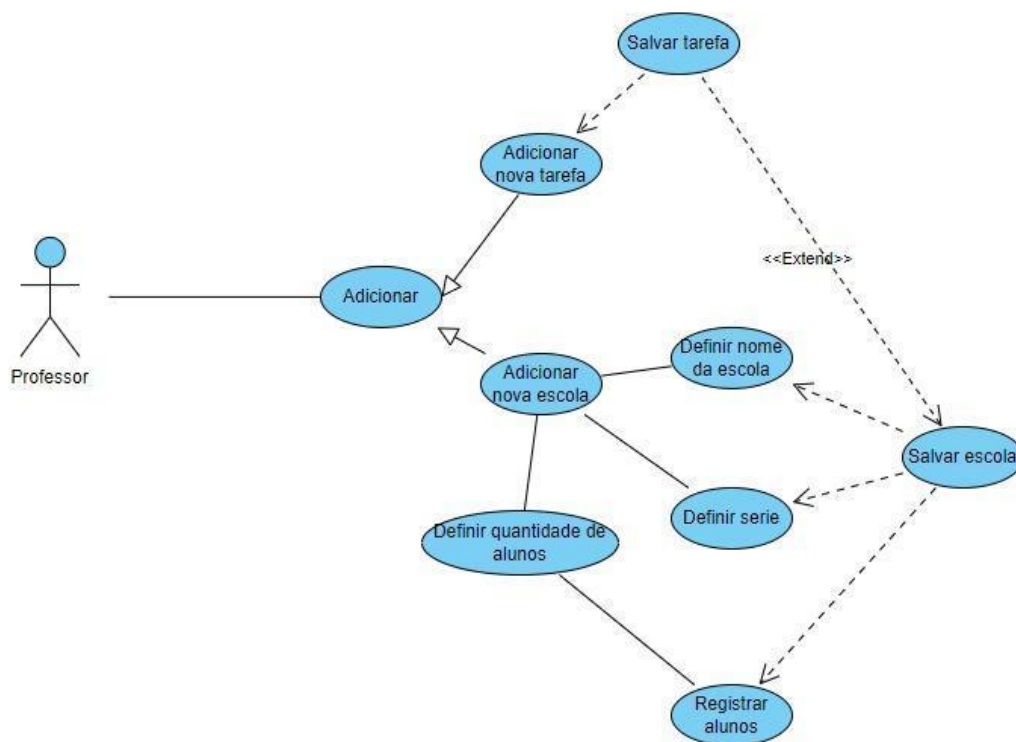 Salvar tarefa
Adicionar
nova tarefa
<<Extend>>
Adicionar
Professor
Adicionar
nova escola
Definir nome
da escola
Salvar escola
Definir serie
Definir quantidade de
alunos
Registrar
alunos